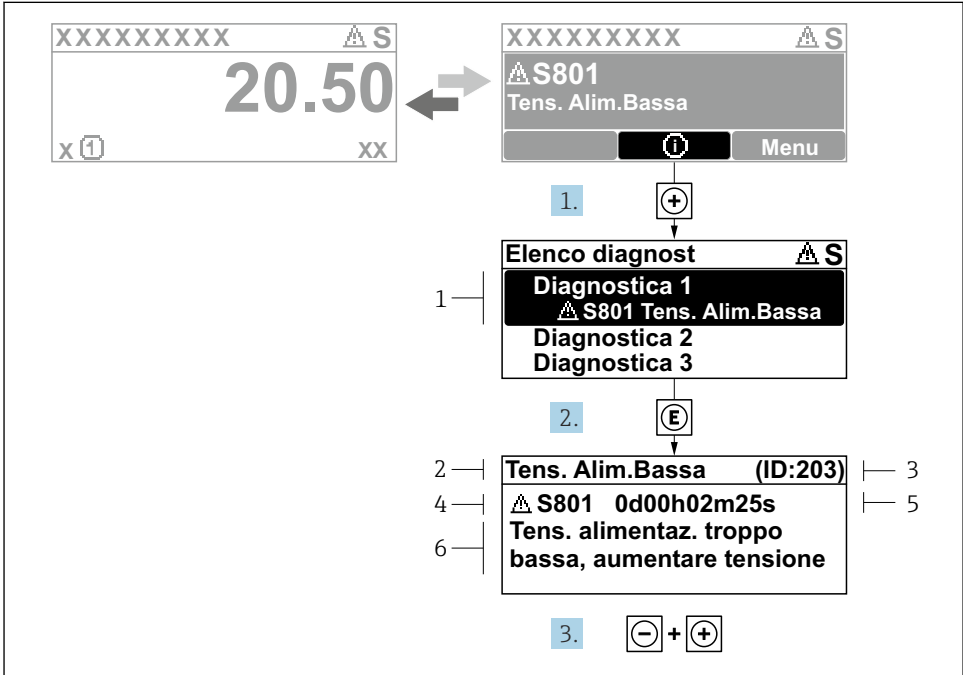 XXXXXXXXX ⚠ S
20.50
x ① XX
XXXXXXXXX ⚠ S
⚠ S801
Tens. Alim.Bassa
ⓘ Menu
1. +
Elenco diagnost ⚠ S
1
Diagnostica 1
⚠ S801 Tens. Alim.Bassa
Diagnostica 2
Diagnostica 3
2. E
2 Tens. Alim.Bassa (ID:203) 3
4 ⚠ S801 0d00h02m25s 5
6
Tens. alimentaz. troppo
bassa, aumentare tensione
3. - + +